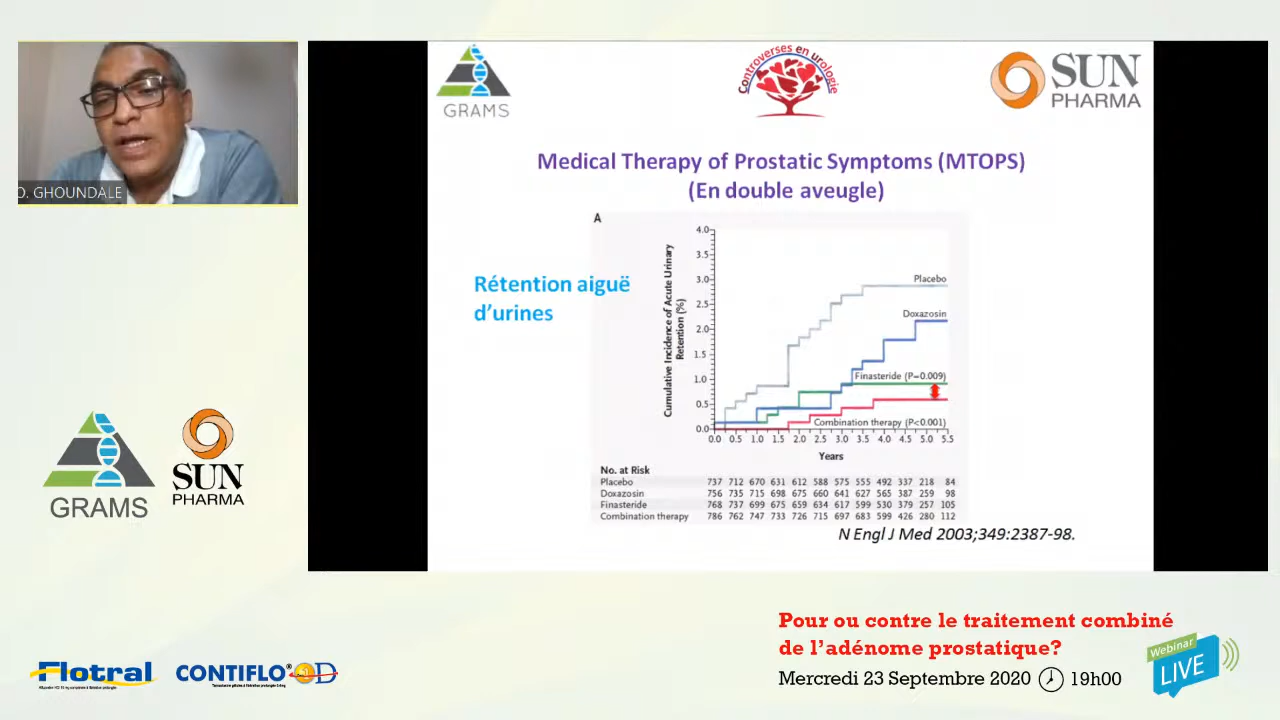 O. GHOUNDALE
GRAMS
Controverses en urologie
SUN
PHARMA
Medical Therapy of Prostatic Symptoms (MTOPS)
(En double aveugle)
Rétention aiguë
d’urines
A
Cumulative Incidence of Acute Urinary
Retention (%)
4.0
3.5
3.0
2.5
2.0
1.5
1.0
0.5
0.0
Placebo
Doxazosin
Finasteride (P=0.009)
Combination therapy (P<0.001)
0.0 0.5 1.0 1.5 2.0 2.5 3.0 3.5 4.0 4.5 5.0 5.5
Years
No. at Risk
Placebo 737 712 670 631 612 588 575 555 492 337 218 84
Doxazosin 756 735 715 698 675 660 641 627 565 387 259 98
Finasteride 768 737 699 675 659 634 617 599 530 379 257 105
Combination therapy 786 762 747 733 726 715 697 683 599 426 280 112
N Engl J Med 2003;349:2387-98.
GRAMS
SUN
PHARMA
Flotral
CONTIFLO® OD
Pour ou contre le traitement combiné
de l’adénome prostatique?
Mercredi 23 Septembre 2020 19h00
Webinar
LIVE